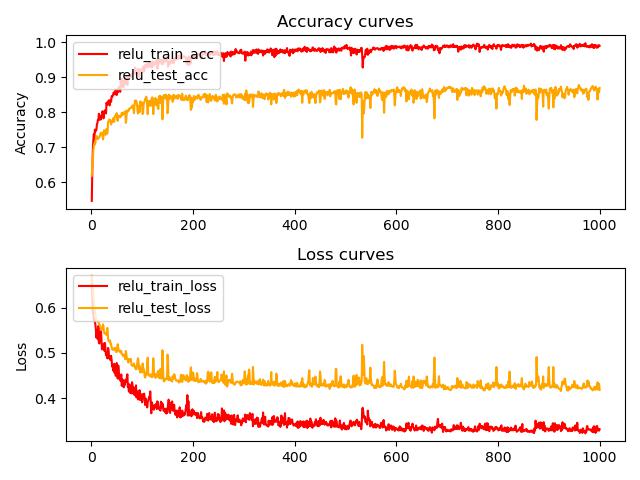 Accuracy curves
1.0
0.9
0.8
0.7
0.6
Accuracy
relu_train_acc
relu_test_acc
0 200 400 600 800 1000
Loss curves
0.6
0.5
0.4
Loss
relu_train_loss
relu_test_loss
0 200 400 600 800 1000